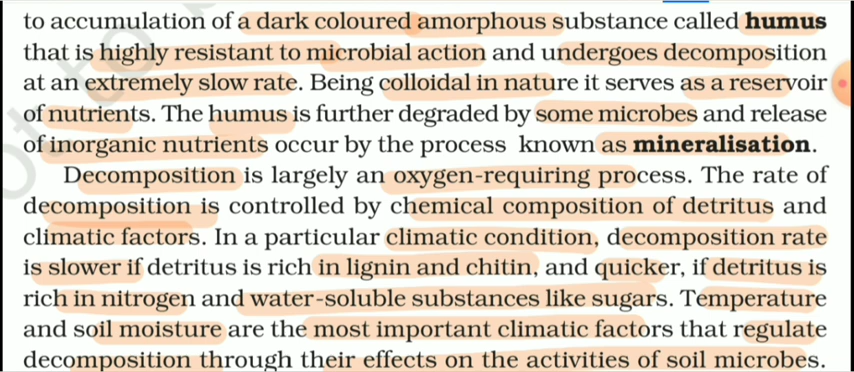 to accumulation of a dark coloured amorphous substance called humus
that is highly resistant to microbial action and undergoes decomposition
at an extremely slow rate. Being colloidal in nature it serves as a reservoir
of nutrients. The humus is further degraded by some microbes and release
of inorganic nutrients occur by the process known as mineralisation.
Decomposition is largely an oxygen-requiring process. The rate of
decomposition is controlled by chemical composition of detritus and
climatic factors. In a particular climatic condition, decomposition rate
is slower if detritus is rich in lignin and chitin, and quicker, if detritus is
rich in nitrogen and water-soluble substances like sugars. Temperature
and soil moisture are the most important climatic factors that regulate
decomposition through their effects on the activities of soil microbes.